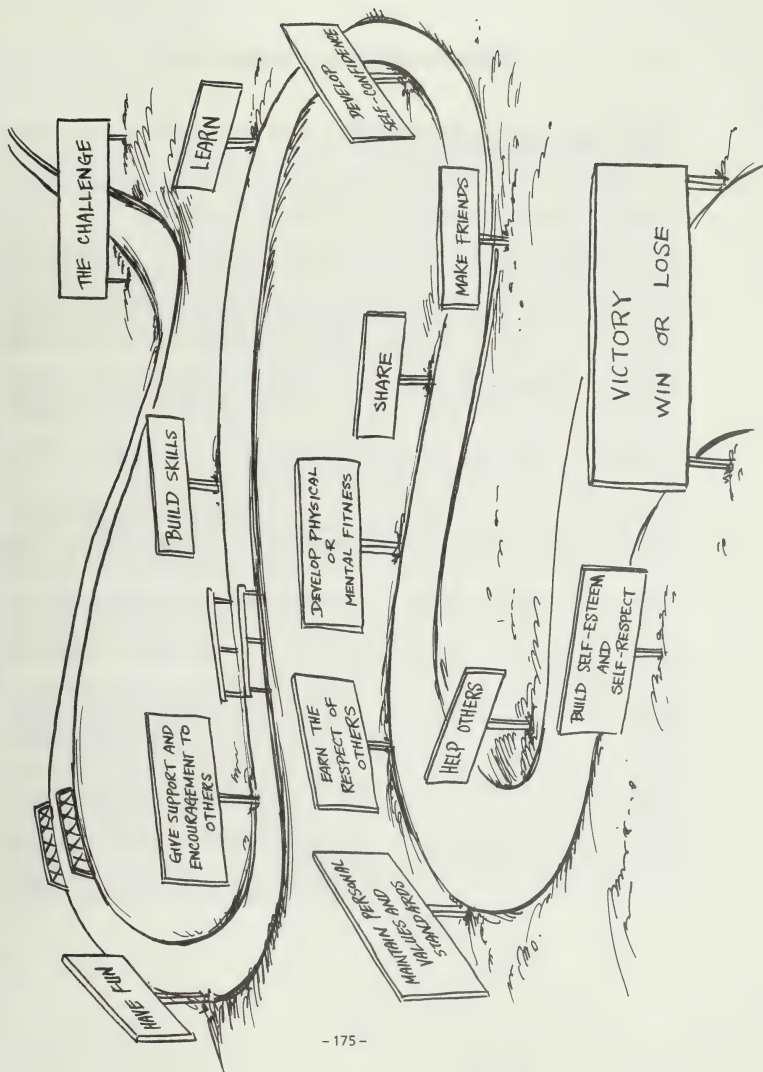 THE CHALLENGE
HAVE FUN
GIVE SUPPORT AND
ENCOURAGEMENT TO
OTHERS
BUILD SKILLS
LEARN
DEVELOP
SELF-CONFIDENCE
MAKE FRIENDS
SHARE
DEVELOP PHYSICAL
OR
MENTAL FITNESS
EARN THE
RESPECT OF
OTHERS
MAINTAIN PERSONAL
VALUES AND
STANDARDS
HELP OTHERS
BUILD SELF-ESTEEM
AND
SELF-RESPECT
VICTORY
WIN OR LOSE
- 175 -